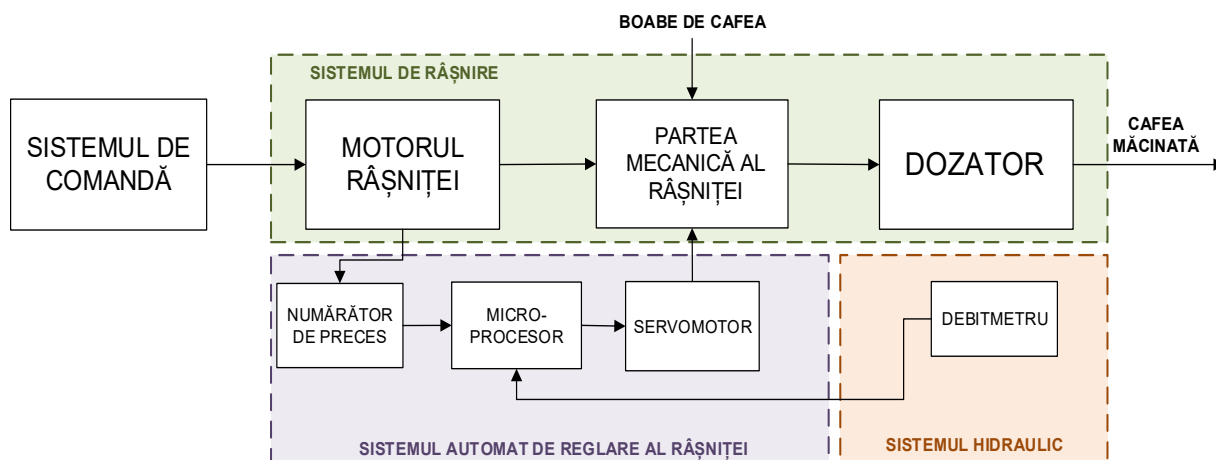 BOABE DE CAFEA
SISTEMUL DE RÂȘNIRE
SISTEMUL DE
COMANDĂ
MOTORUL
RÂȘNIȚEI
PARTEA
MECANICĂ AL
RÂȘNIȚEI
DOZATOR
CAFEA
MĂCINATĂ
NUMĂRĂTOR
DE PRECES
MICRO-
PROCESOR
SERVOMOTOR
DEBITMETRU
SISTEMUL AUTOMAT DE REGLARE AL RÂȘNIȚEI
SISTEMUL HIDRAULIC